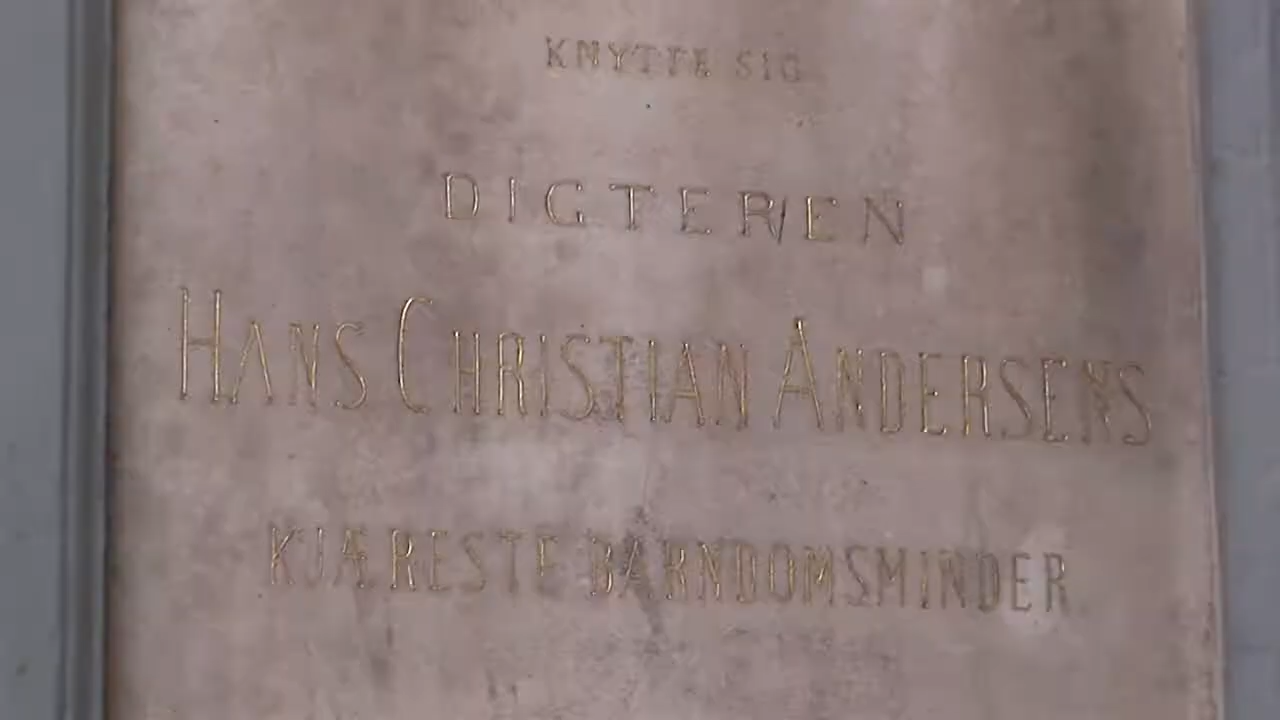 KNYTTE SIG
DIGTEREN
HANS CHRISTIAN ANDERSENS
KJÆRESTE BARNDOMSMINDER